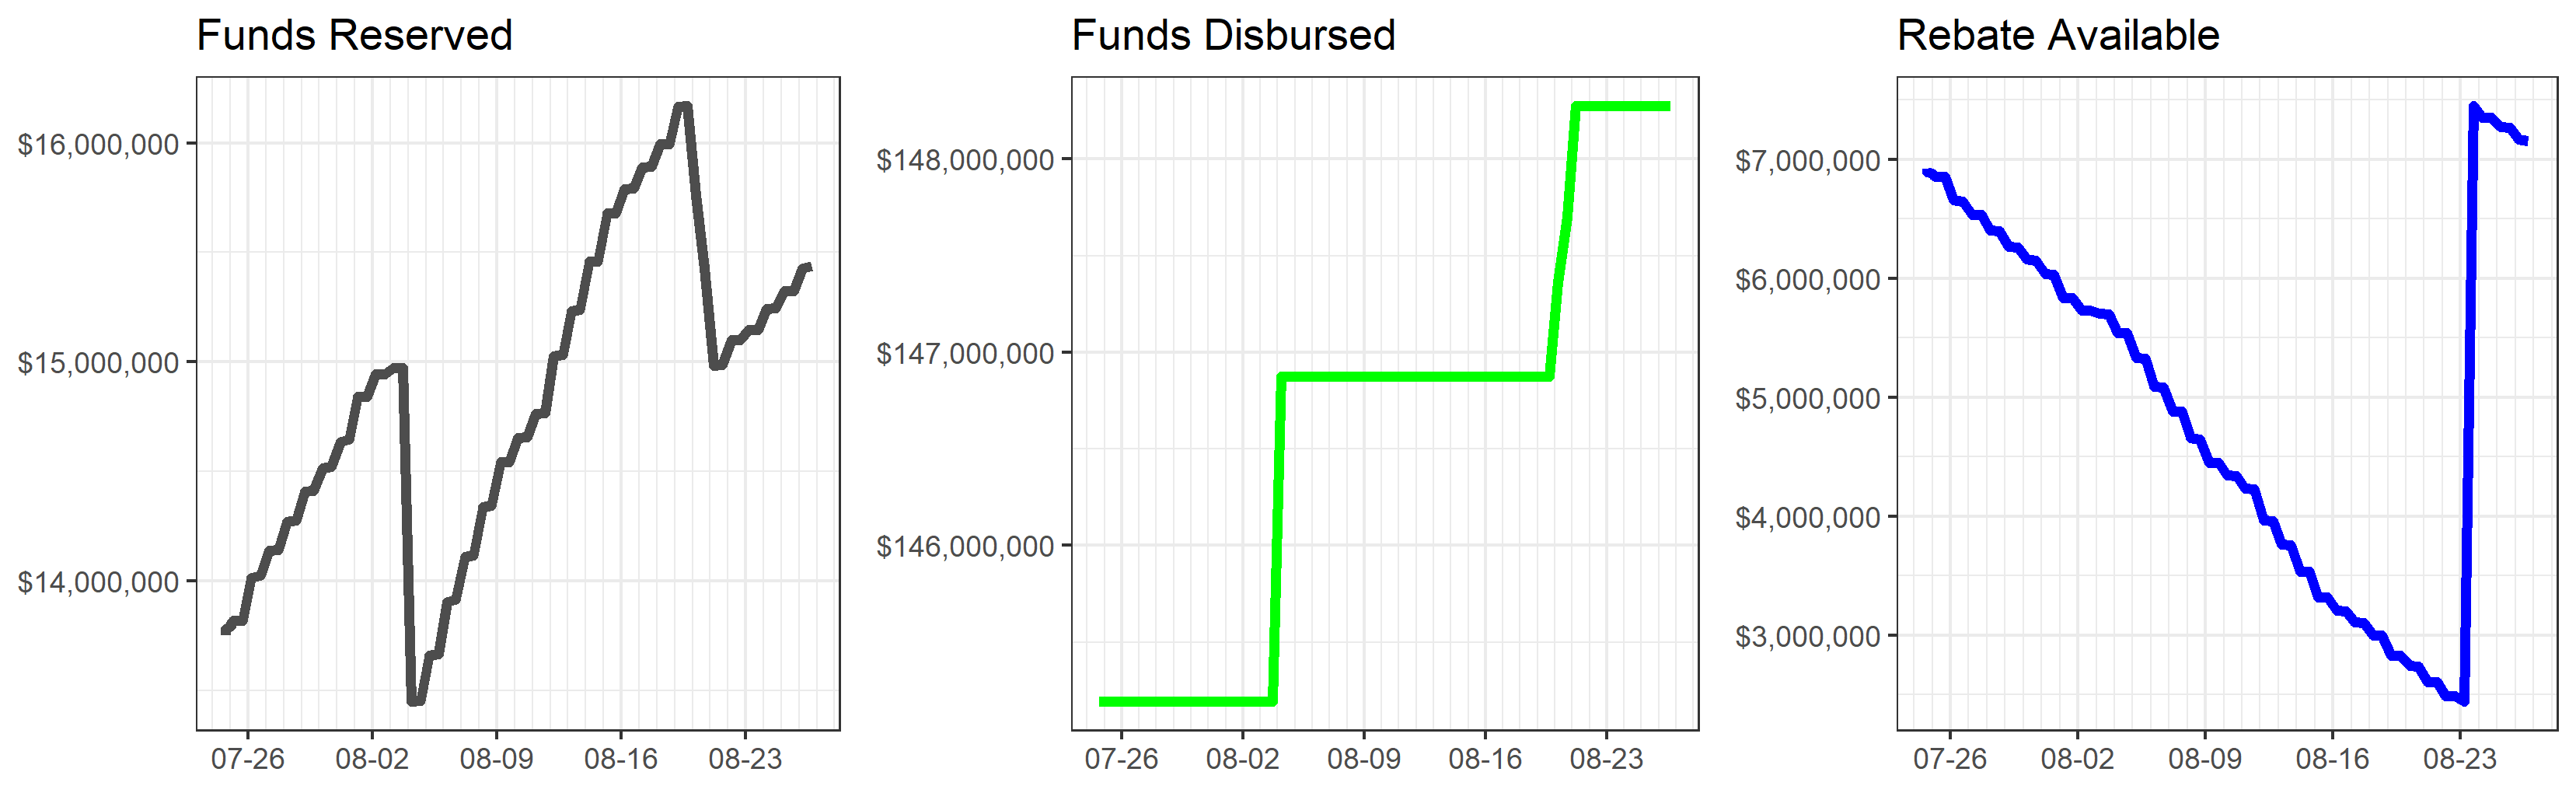 Funds Reserved
$16,000,000
$15,000,000
$14,000,000
07-26 08-02 08-09 08-16 08-23
Funds Disbursed
$148,000,000
$147,000,000
$146,000,000
07-26 08-02 08-09 08-16 08-23
Rebate Available
$7,000,000
$6,000,000
$5,000,000
$4,000,000
$3,000,000
07-26 08-02 08-09 08-16 08-23